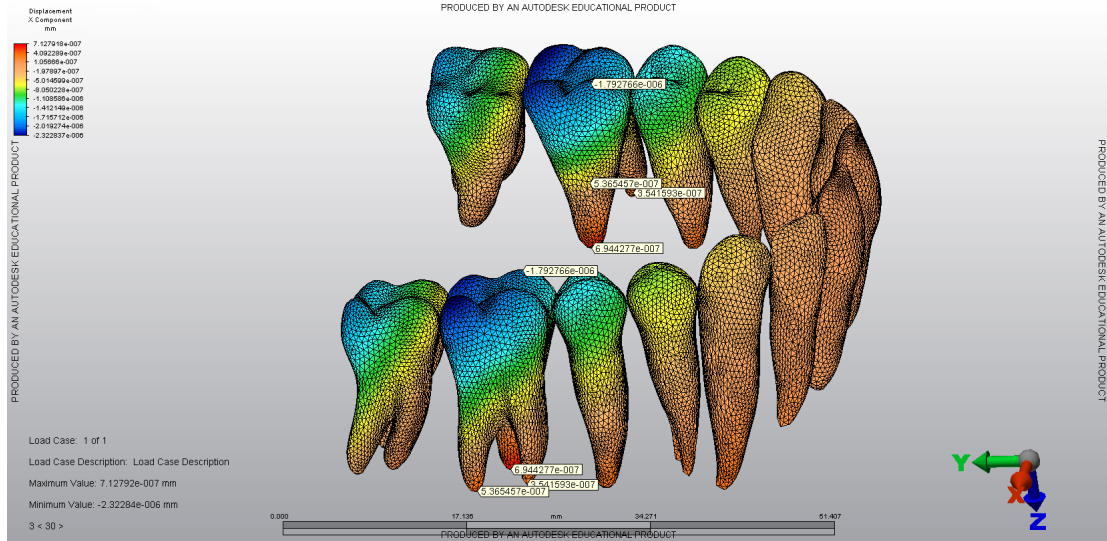 PRODUCED BY AN AUTODESK EDUCATIONAL PRODUCT
Displacement
X Component
mm
7.127918e-007
4.092289e-007
1.05666e-007
-1.97897e-007
-5.014599e-007
-8.050228e-007
-1.108586e-006
-1.412149e-006
-1.715712e-006
-2.019274e-006
-2.322837e-006
-1.792766e-006
5.365457e-007
3.541593e-007
6.944277e-007
-1.792766e-006
6.944277e-007
3.541593e-007
5.365457e-007
PRODUCED BY AN AUTODESK EDUCATIONAL PRODUCT
PRODUCED BY AN AUTODESK EDUCATIONAL PRODUCT
Load Case: 1 of 1
Load Case Description: Load Case Description
Maximum Value: 7.12792e-007 mm
Minimum Value: -2.32284e-006 mm
3 < 30 >
0.000 17.135 mm 34.271 51.407
PRODUCED BY AN AUTODESK EDUCATIONAL PRODUCT
Y
X
Z